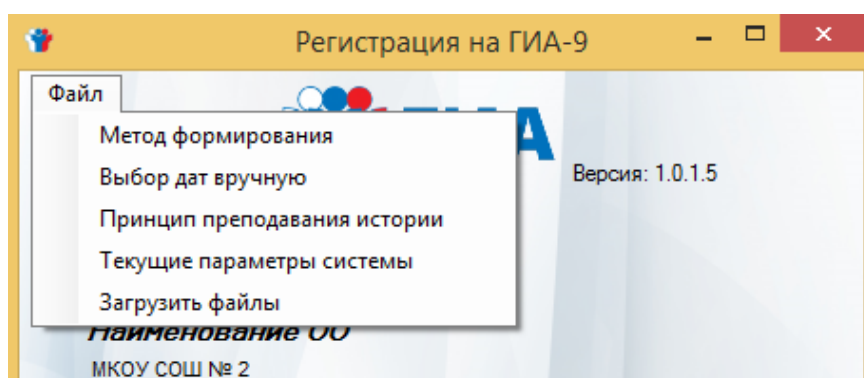 Регистрация на ГИА-9
Файл
Метод формирования
Выбор дат вручную
Версия: 1.0.1.5
Принцип преподавания истории
Текущие параметры системы
Загрузить файлы
Наименование ОО
МКОУ СОШ № 2